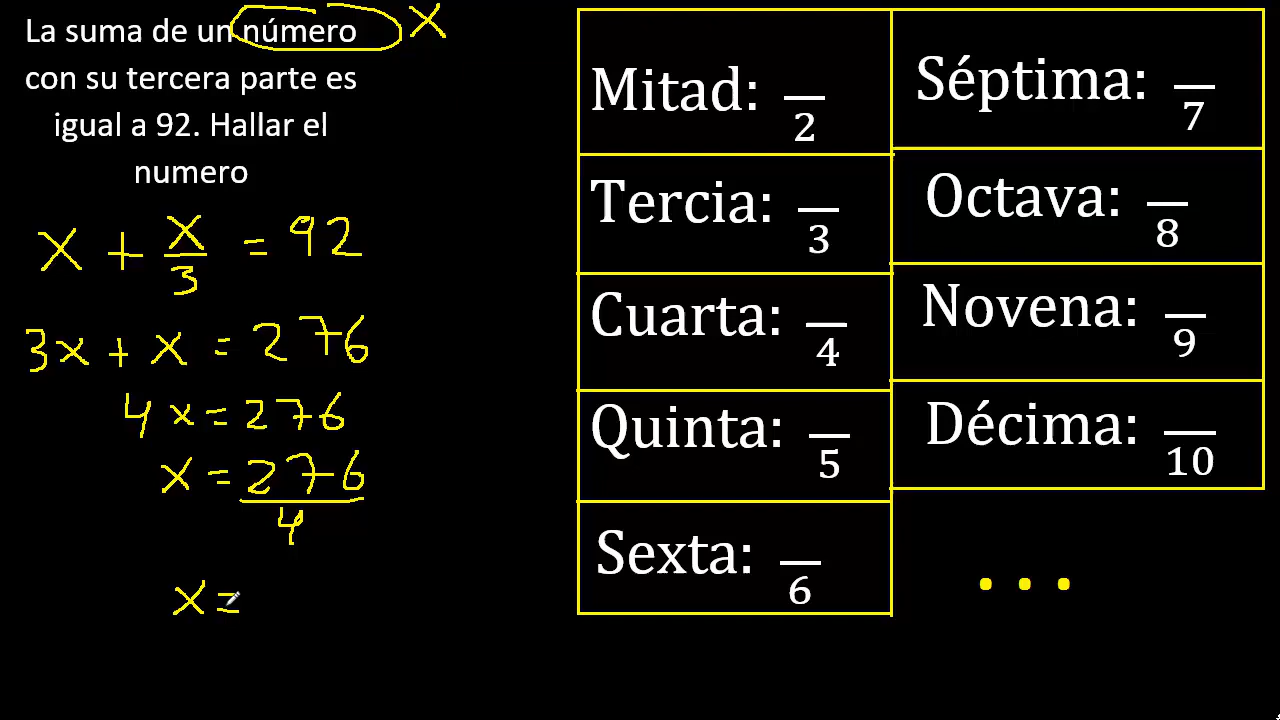 La suma de un número x
con su tercera parte es
igual a 92. Hallar el
numero
x + x/3 = 92
3x + x = 276
4x = 276
x = 276/4
x =
Mitad: _/2
Tercia: _/3
Cuarta: _/4
Quinta: _/5
Sexta: _/6
Séptima: _/7
Octava: _/8
Novena: _/9
Décima: _/10
...